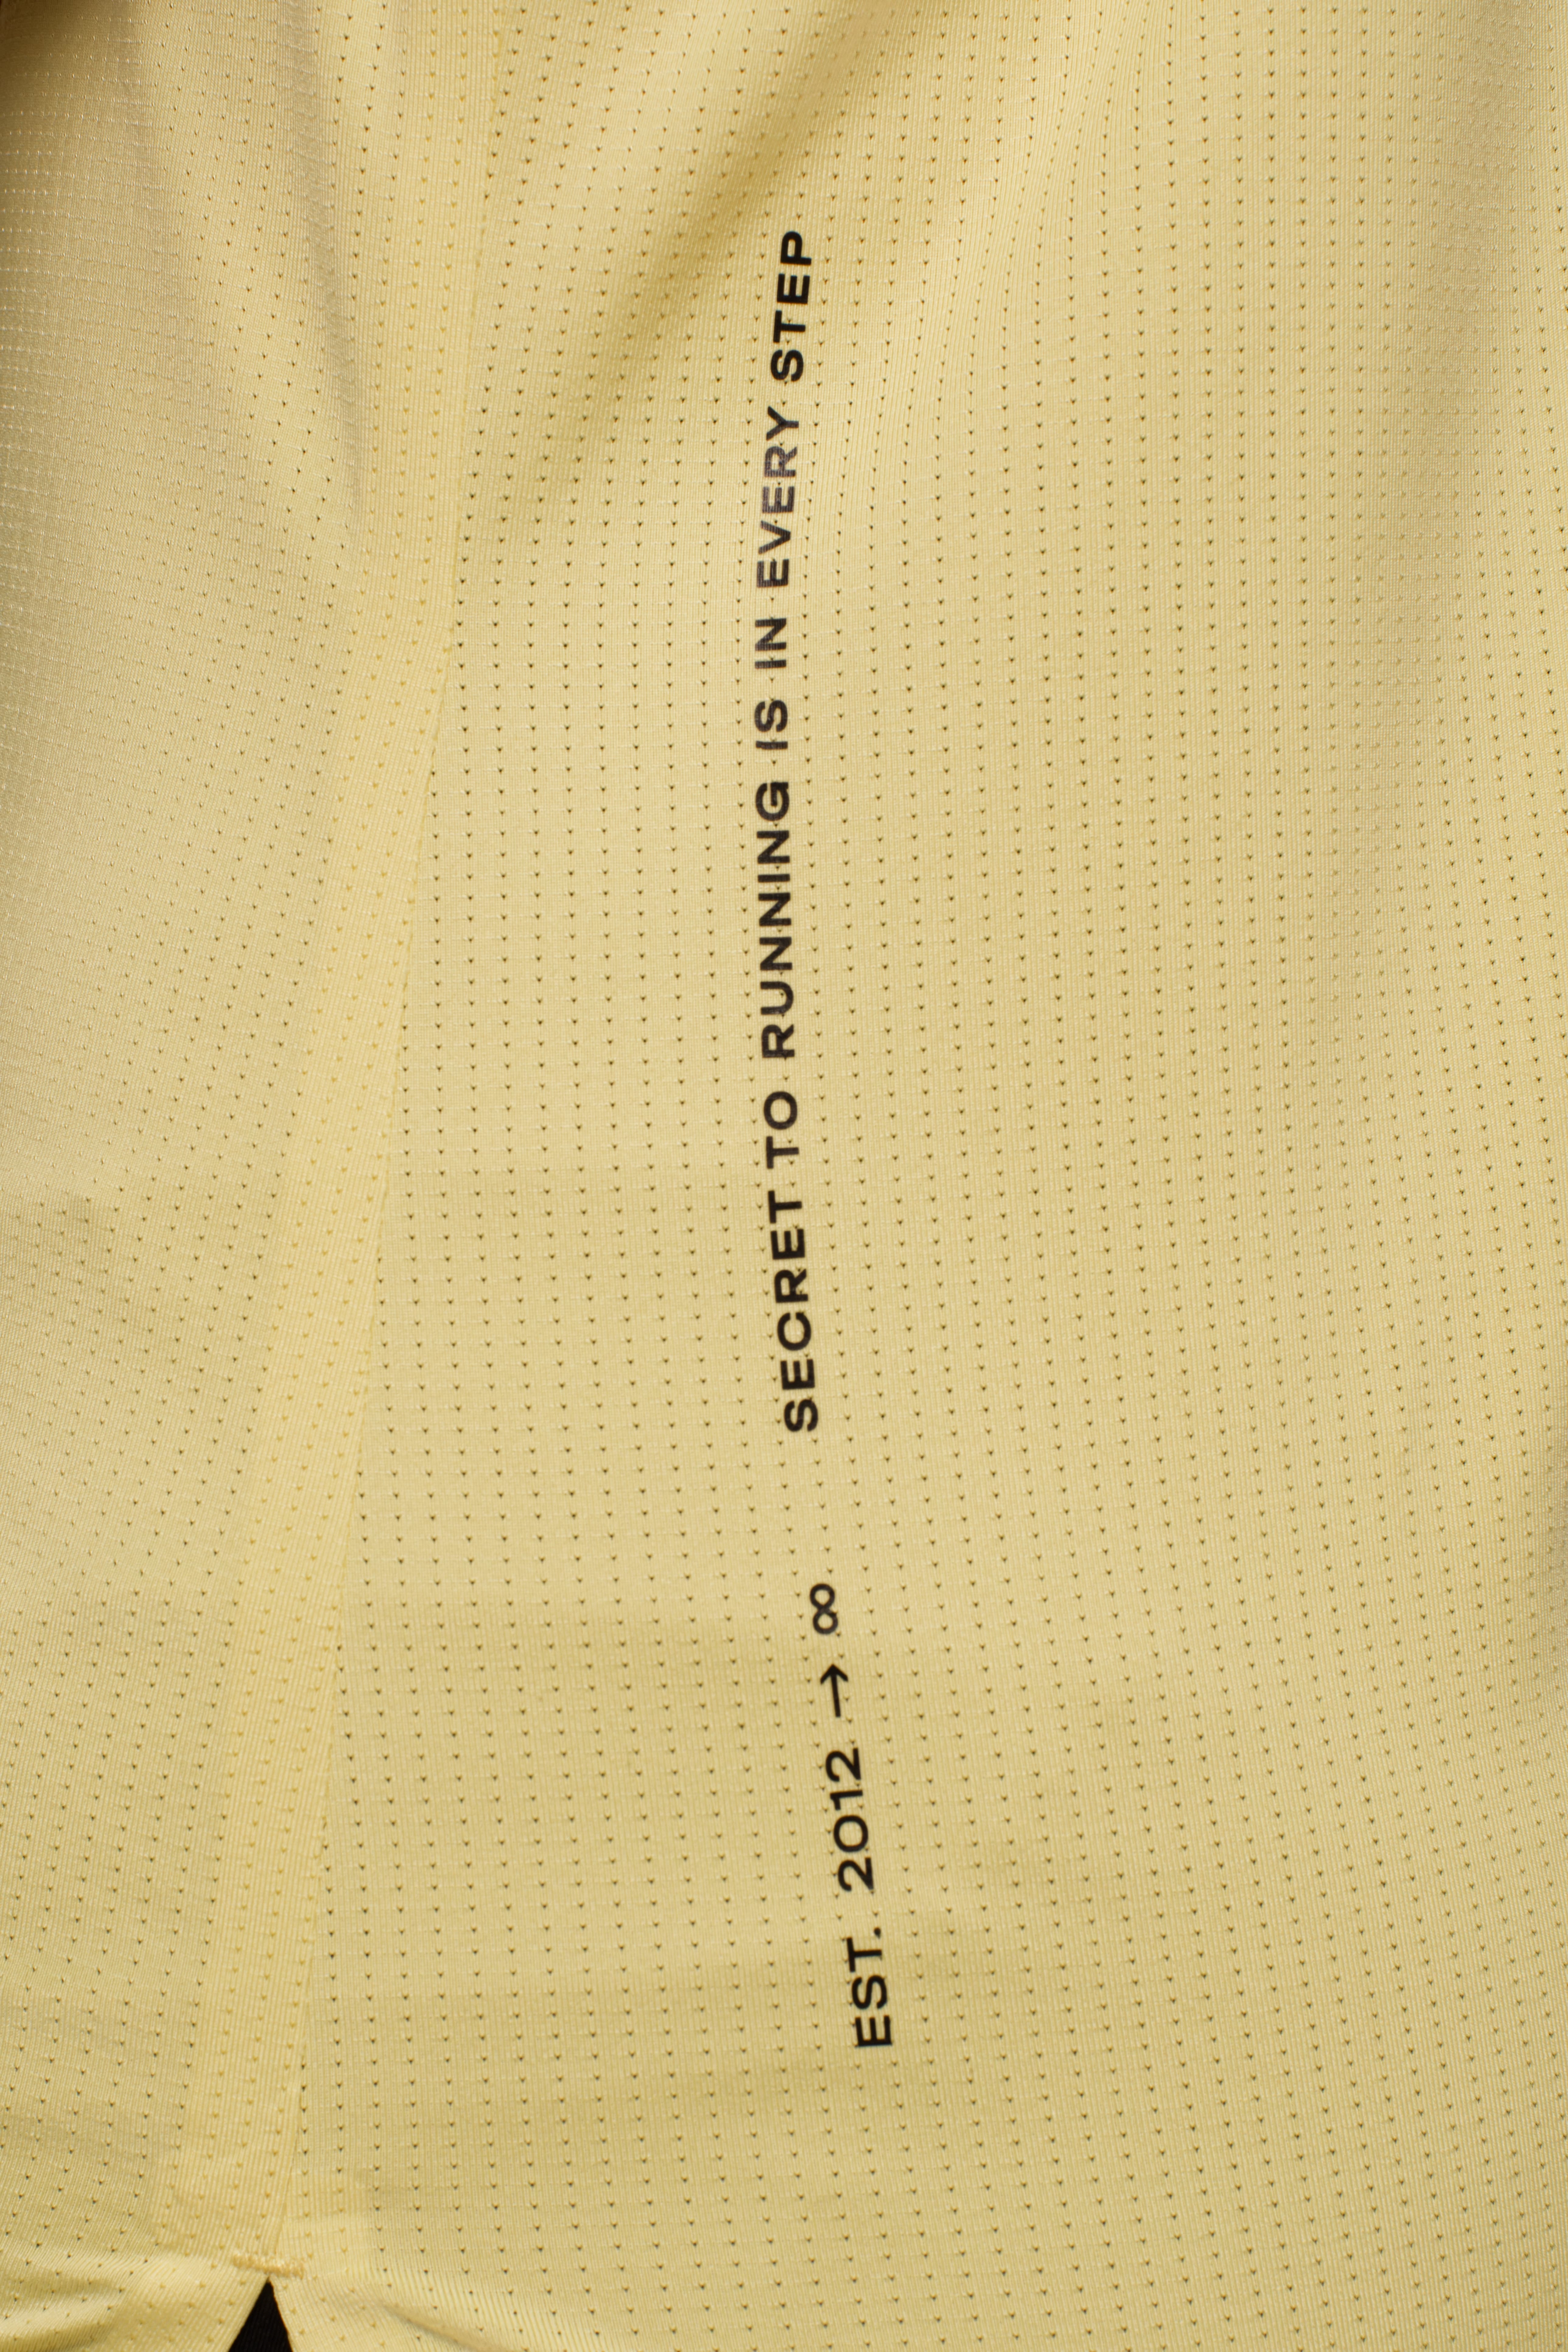 EST. 2012 → ∞ SECRET TO RUNNING IS IN EVERY STEP